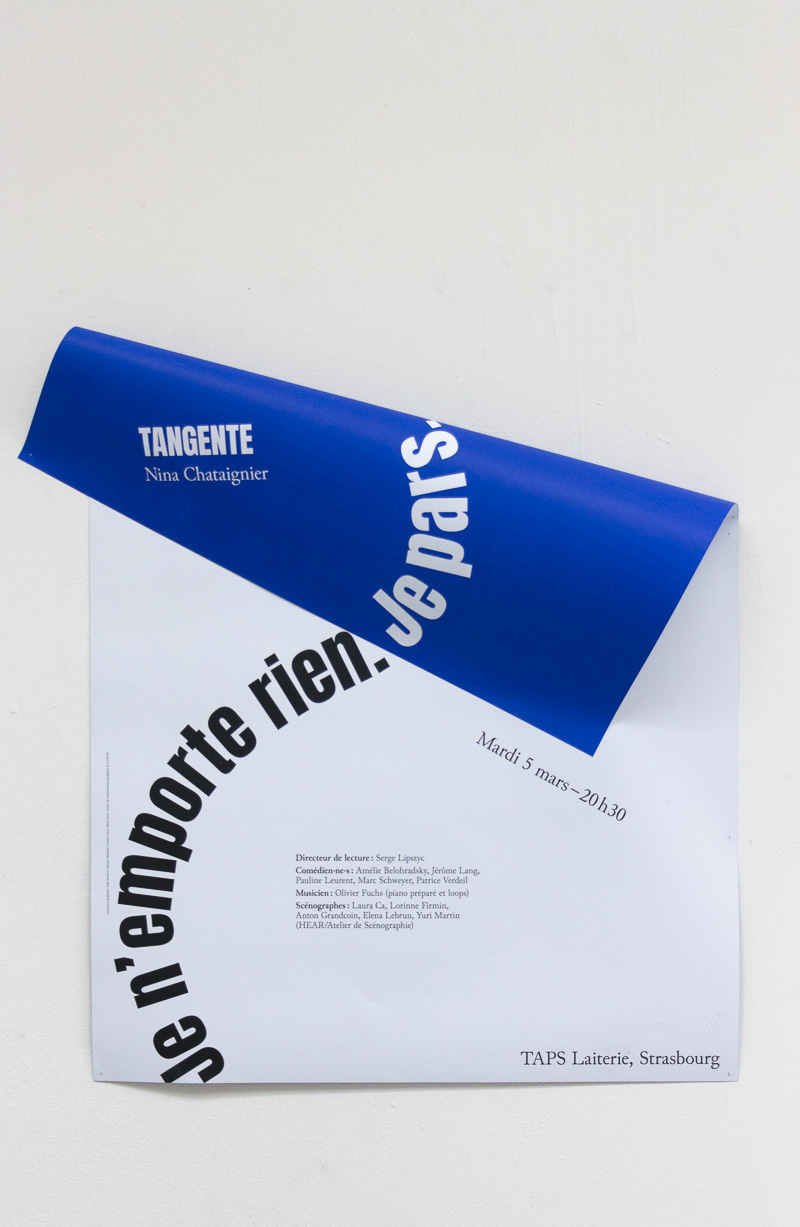 TANGENTE
Nina Chataignier
Je pars.
Je n’emporte rien.
Mardi 5 mars – 20h30
Directeur de lecture : Serge Lipszyc
Comédien·ne·s : Amélie Belohradsky, Jérôme Lang,
Pauline Leurent, Marc Schweyer, Patrice Verdeil
Musicien : Olivier Fuchs (piano préparé et loops)
Scénographes : Laura Ca, Lorinne Firmin,
Anton Grandcoin, Elena Lebrun, Yuri Martin
(HEAR/Atelier de Scénographie)
TAPS Laiterie, Strasbourg